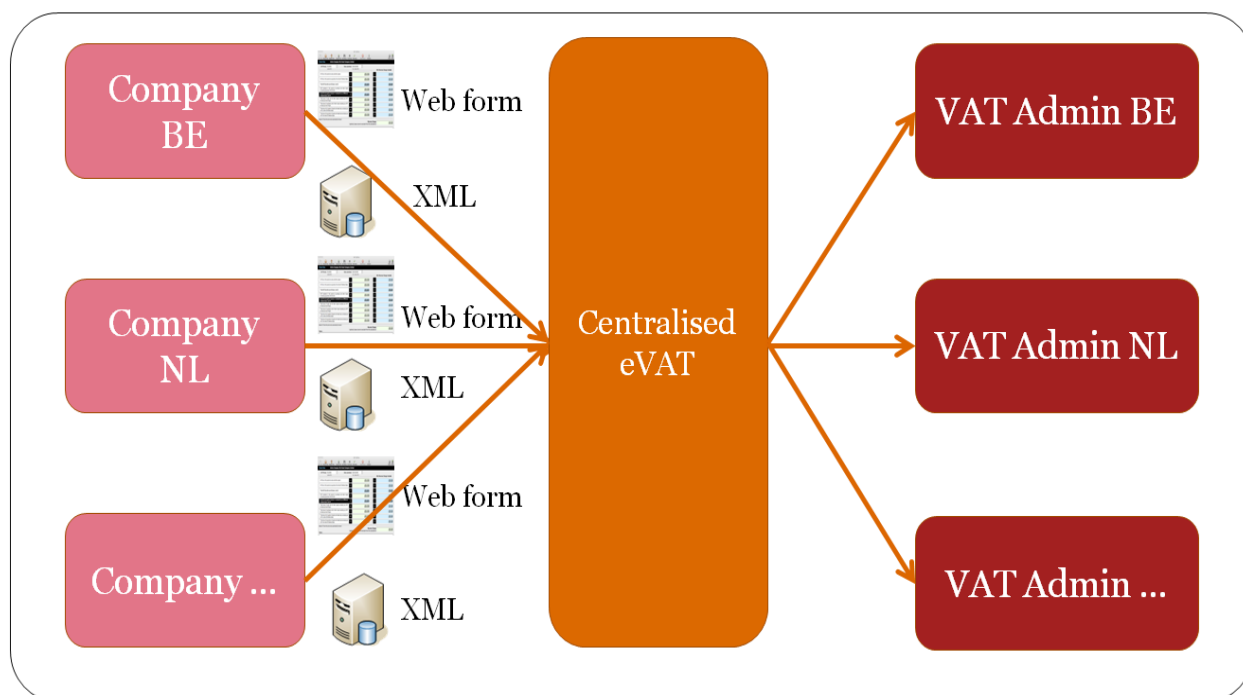 Company
BE
Web form
XML
Company
NL
Web form
XML
Company ...
Web form
XML
Centralised
eVAT
VAT Admin BE
VAT Admin NL
VAT Admin ...